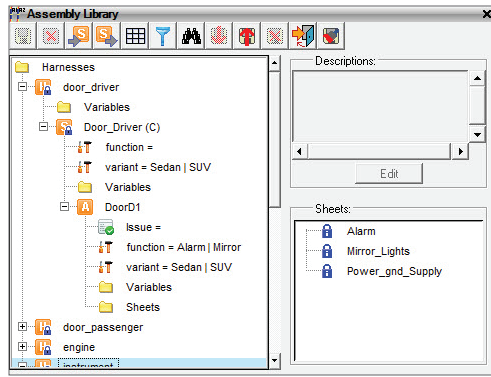 Assembly Library
Harnesses
door_driver
Variables
Door_Driver (C)
function =
variant = Sedan | SUV
Variables
DoorD1
Issue =
function = Alarm | Mirror
variant = Sedan | SUV
Variables
Sheets
door_passenger
engine
instrument
Descriptions:
Edit
Sheets:
Alarm
Mirror_Lights
Power_gnd_Supply